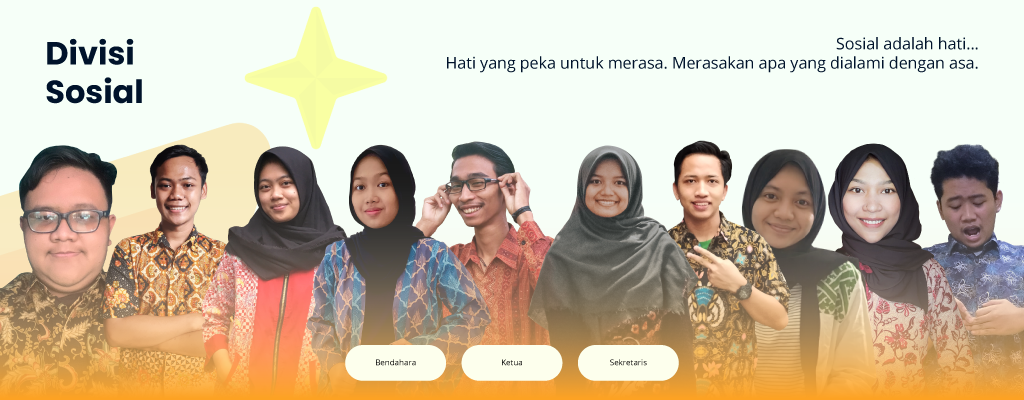 Divisi
Sosial
Sosial adalah hati...
Hati yang peka untuk merasa. Merasakan apa yang dialami dengan asa.
Bendahara
Ketua
Sekretaris